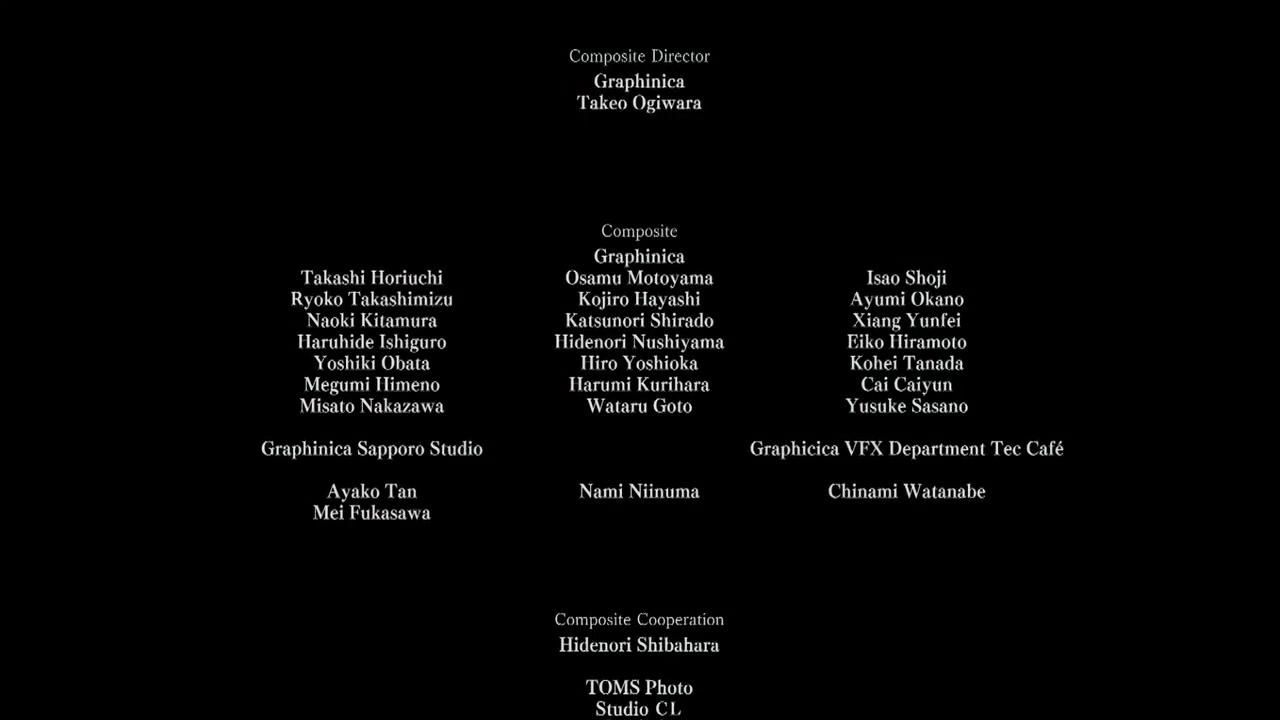 Composite Director
Graphinica
Takeo Ogiwara
Composite
Graphinica
Takashi Horiuchi Osamu Motoyama Isao Shoji
Ryoko Takashimizu Kojiro Hayashi Ayumi Okano
Naoki Kitamura Katsunori Shirado Xiang Yunfei
Haruhide Ishiguro Hidenori Nushiyama Eiko Hiramoto
Yoshiki Obata Hiro Yoshioka Kohei Tanada
Megumi Himeno Harumi Kurihara Cai Caiyun
Misato Nakazawa Wataru Goto Yusuke Sasano
Graphinica Sapporo Studio Graphicica VFX Department Tec Café
Ayako Tan Nami Niinuma Chinami Watanabe
Mei Fukasawa
Composite Cooperation
Hidenori Shibahara
TOMS Photo
Studio CL